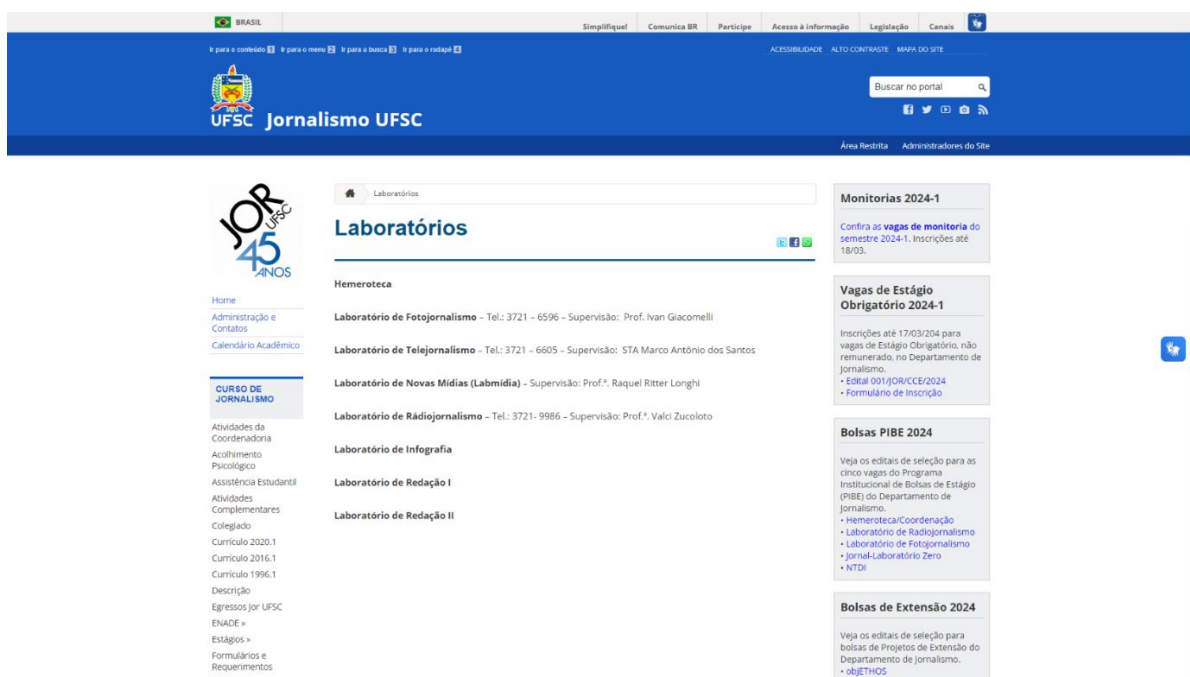 BRASIL
Simplifique!
Comunica BR
Participe
Acesso à informação
Legislação
Canais
Ir para o conteúdo 1
Ir para o menu 2
Ir para a busca 3
Ir para o rodapé 4
ACESSIBILIDADE
ALTO CONTRASTE
MAPA DO SITE
Buscar no portal
UFSC
Jornalismo UFSC
Área Restrita
Administradores do Site
JOR
UFSC
45
ANOS
Home
Administração e
Contatos
Calendário Acadêmico
CURSO DE
JORNALISMO
Atividades da
Coordenadoria
Acolhimento
Psicológico
Assistência Estudantil
Atividades
Complementares
Colegiado
Currículo 2020.1
Currículo 2016.1
Currículo 1996.1
Descrição
Egressos Jor UFSC
ENADE »
Estágios »
Formulários e
Requerimentos
Laboratórios
Laboratórios
Hemeroteca
Laboratório de Fotojornalismo – Tel.: 3721 – 6596 – Supervisão: Prof. Ivan Giacomelli
Laboratório de Telejornalismo – Tel.: 3721 – 6605 – Supervisão: STA Marco Antônio dos Santos
Laboratório de Novas Mídias (Labmídia) – Supervisão: Prof.ª. Raquel Ritter Longhi
Laboratório de Rádiojornalismo – Tel.: 3721- 9986 – Supervisão: Prof.ª. Valci Zucoloto
Laboratório de Infografia
Laboratório de Redação I
Laboratório de Redação II
Monitorias 2024-1
Confira as vagas de monitoria do
semestre 2024-1. Inscrições até
18/03.
Vagas de Estágio
Obrigatório 2024-1
Inscrições até 17/03/204 para
vagas de Estágio Obrigatório, não
remunerado, no Departamento de
Jornalismo.
• Edital 001/JOR/CCE/2024
• Formulário de Inscrição
Bolsas PIBE 2024
Veja os editais de seleção para as
cinco vagas do Programa
Institucional de Bolsas de Estágio
(PIBE) do Departamento de
Jornalismo.
• Hemeroteca/Coordenação
• Laboratório de Radiojornalismo
• Laboratório de Fotojornalismo
• Jornal-Laboratório Zero
• NTDI
Bolsas de Extensão 2024
Veja os editais de seleção para
bolsas de Projetos de Extensão do
Departamento de Jornalismo.
• objETHOS